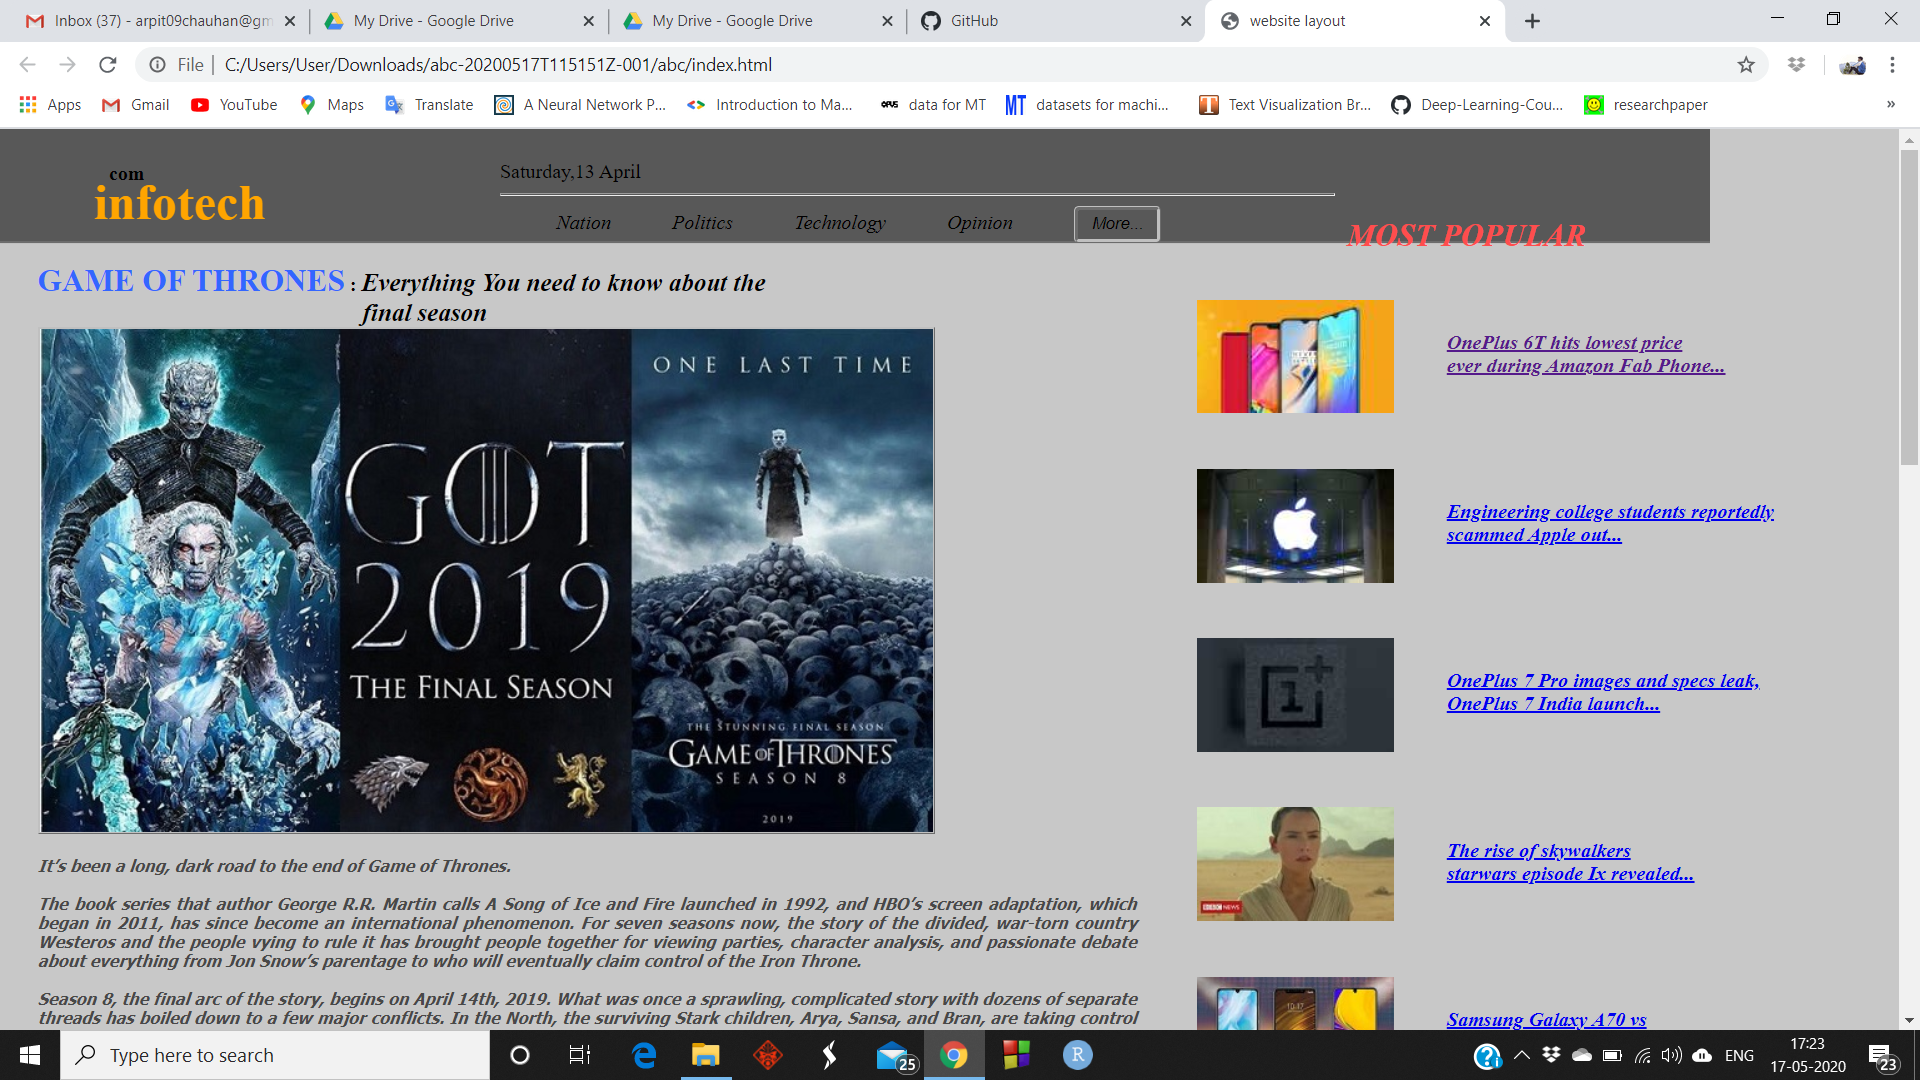 Inbox (37) - arpit09chauhan@gm
My Drive - Google Drive
My Drive - Google Drive
GitHub
website layout
File
C:/Users/User/Downloads/abc-20200517T115151Z-001/abc/index.html
Apps
Gmail
YouTube
Maps
Translate
A Neural Network P...
Introduction to Ma...
OPUS
data for MT
MT
datasets for machi...
Text Visualization Br...
Deep-Learning-Cou...
researchpaper
»
com
infotech
Saturday,13 April
Nation
Politics
Technology
Opinion
More...
MOST POPULAR
GAME OF THRONES : Everything You need to know about the
final season
GOT
2019
THE FINAL SEASON
ONE LAST TIME
THE STUNNING FINAL SEASON
GAME OF THRONES
SEASON 8
2019
It’s been a long, dark road to the end of Game of Thrones.
The book series that author George R.R. Martin calls A Song of Ice and Fire launched in 1992, and HBO’s screen adaptation, which
began in 2011, has since become an international phenomenon. For seven seasons now, the story of the divided, war-torn country
Westeros and the people vying to rule it has brought people together for viewing parties, character analysis, and passionate debate
about everything from Jon Snow’s parentage to who will eventually claim control of the Iron Throne.
Season 8, the final arc of the story, begins on April 14th, 2019. What was once a sprawling, complicated story with dozens of separate
threads has boiled down to a few major conflicts. In the North, the surviving Stark children, Arya, Sansa, and Bran, are taking control
OnePlus 6T hits lowest price
ever during Amazon Fab Phone...
Engineering college students reportedly
scammed Apple out...
OnePlus 7 Pro images and specs leak,
OnePlus 7 India launch...
BBC NEWS
The rise of skywalkers
starwars episode Ix revealed...
Samsung Galaxy A70 vs
Type here to search
25
R
ENG
17:23
17-05-2020
23